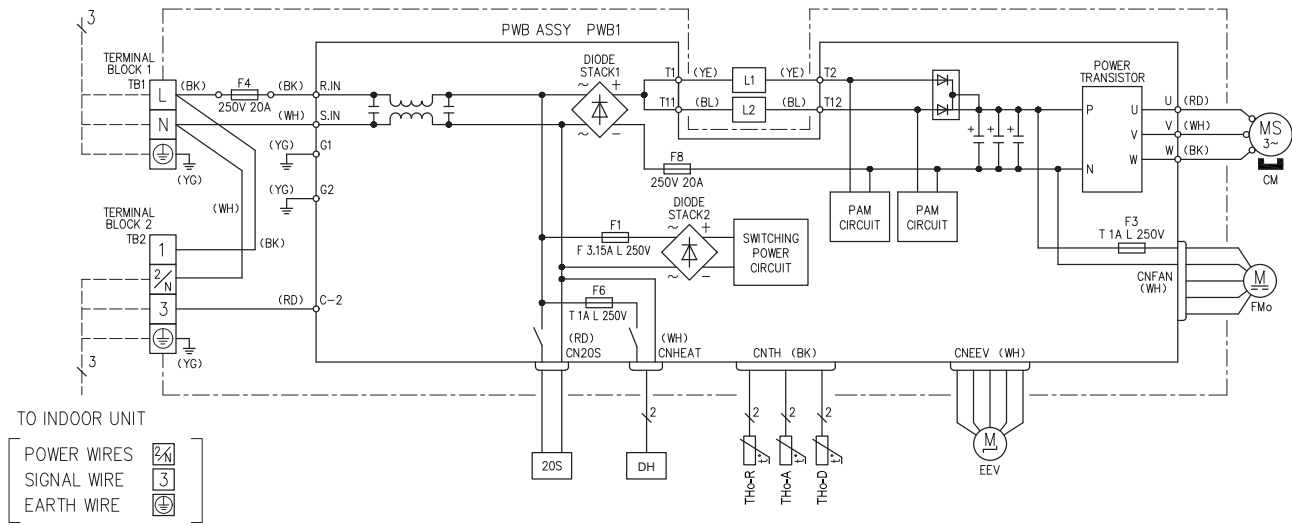 3
PWB ASSY PWB1
TERMINAL
BLOCK 1
TB1
L
N
(YG)
(BK)
F4
250V 20A
(BK)
R.IN
(WH)
S.IN
(YG)
G1
(YG)
G2
DIODE
STACK1
~
+
~
−
T1
(YE)
L1
(YE)
T2
T11
(BL)
L2
(BL)
T12
F8
250V 20A
POWER
TRANSISTOR
P
N
U
V
W
U
(RD)
V
(WH)
W
(BK)
MS
3~
CM
+
+
+
PAM
CIRCUIT
PAM
CIRCUIT
DIODE
STACK2
~
+
~
−
F1
F 3.15A L 250V
SWITCHING
POWER
CIRCUIT
F3
T 1A L 250V
CNFAN
(WH)
M
FMo
TERMINAL
BLOCK 2
TB2
1
2/N
3
(YG)
(WH)
(BK)
(RD)
C-2
3
F6
T 1A L 250V
(RD)
CN20S
(WH)
CNHEAT
CNTH (BK)
CNEEV (WH)
20S
2
DH
2
2
2
t°
t°
t°
THo-R
THo-A
THo-D
M
EEV
TO INDOOR UNIT
POWER WIRES 2/N
SIGNAL WIRE 3
EARTH WIRE